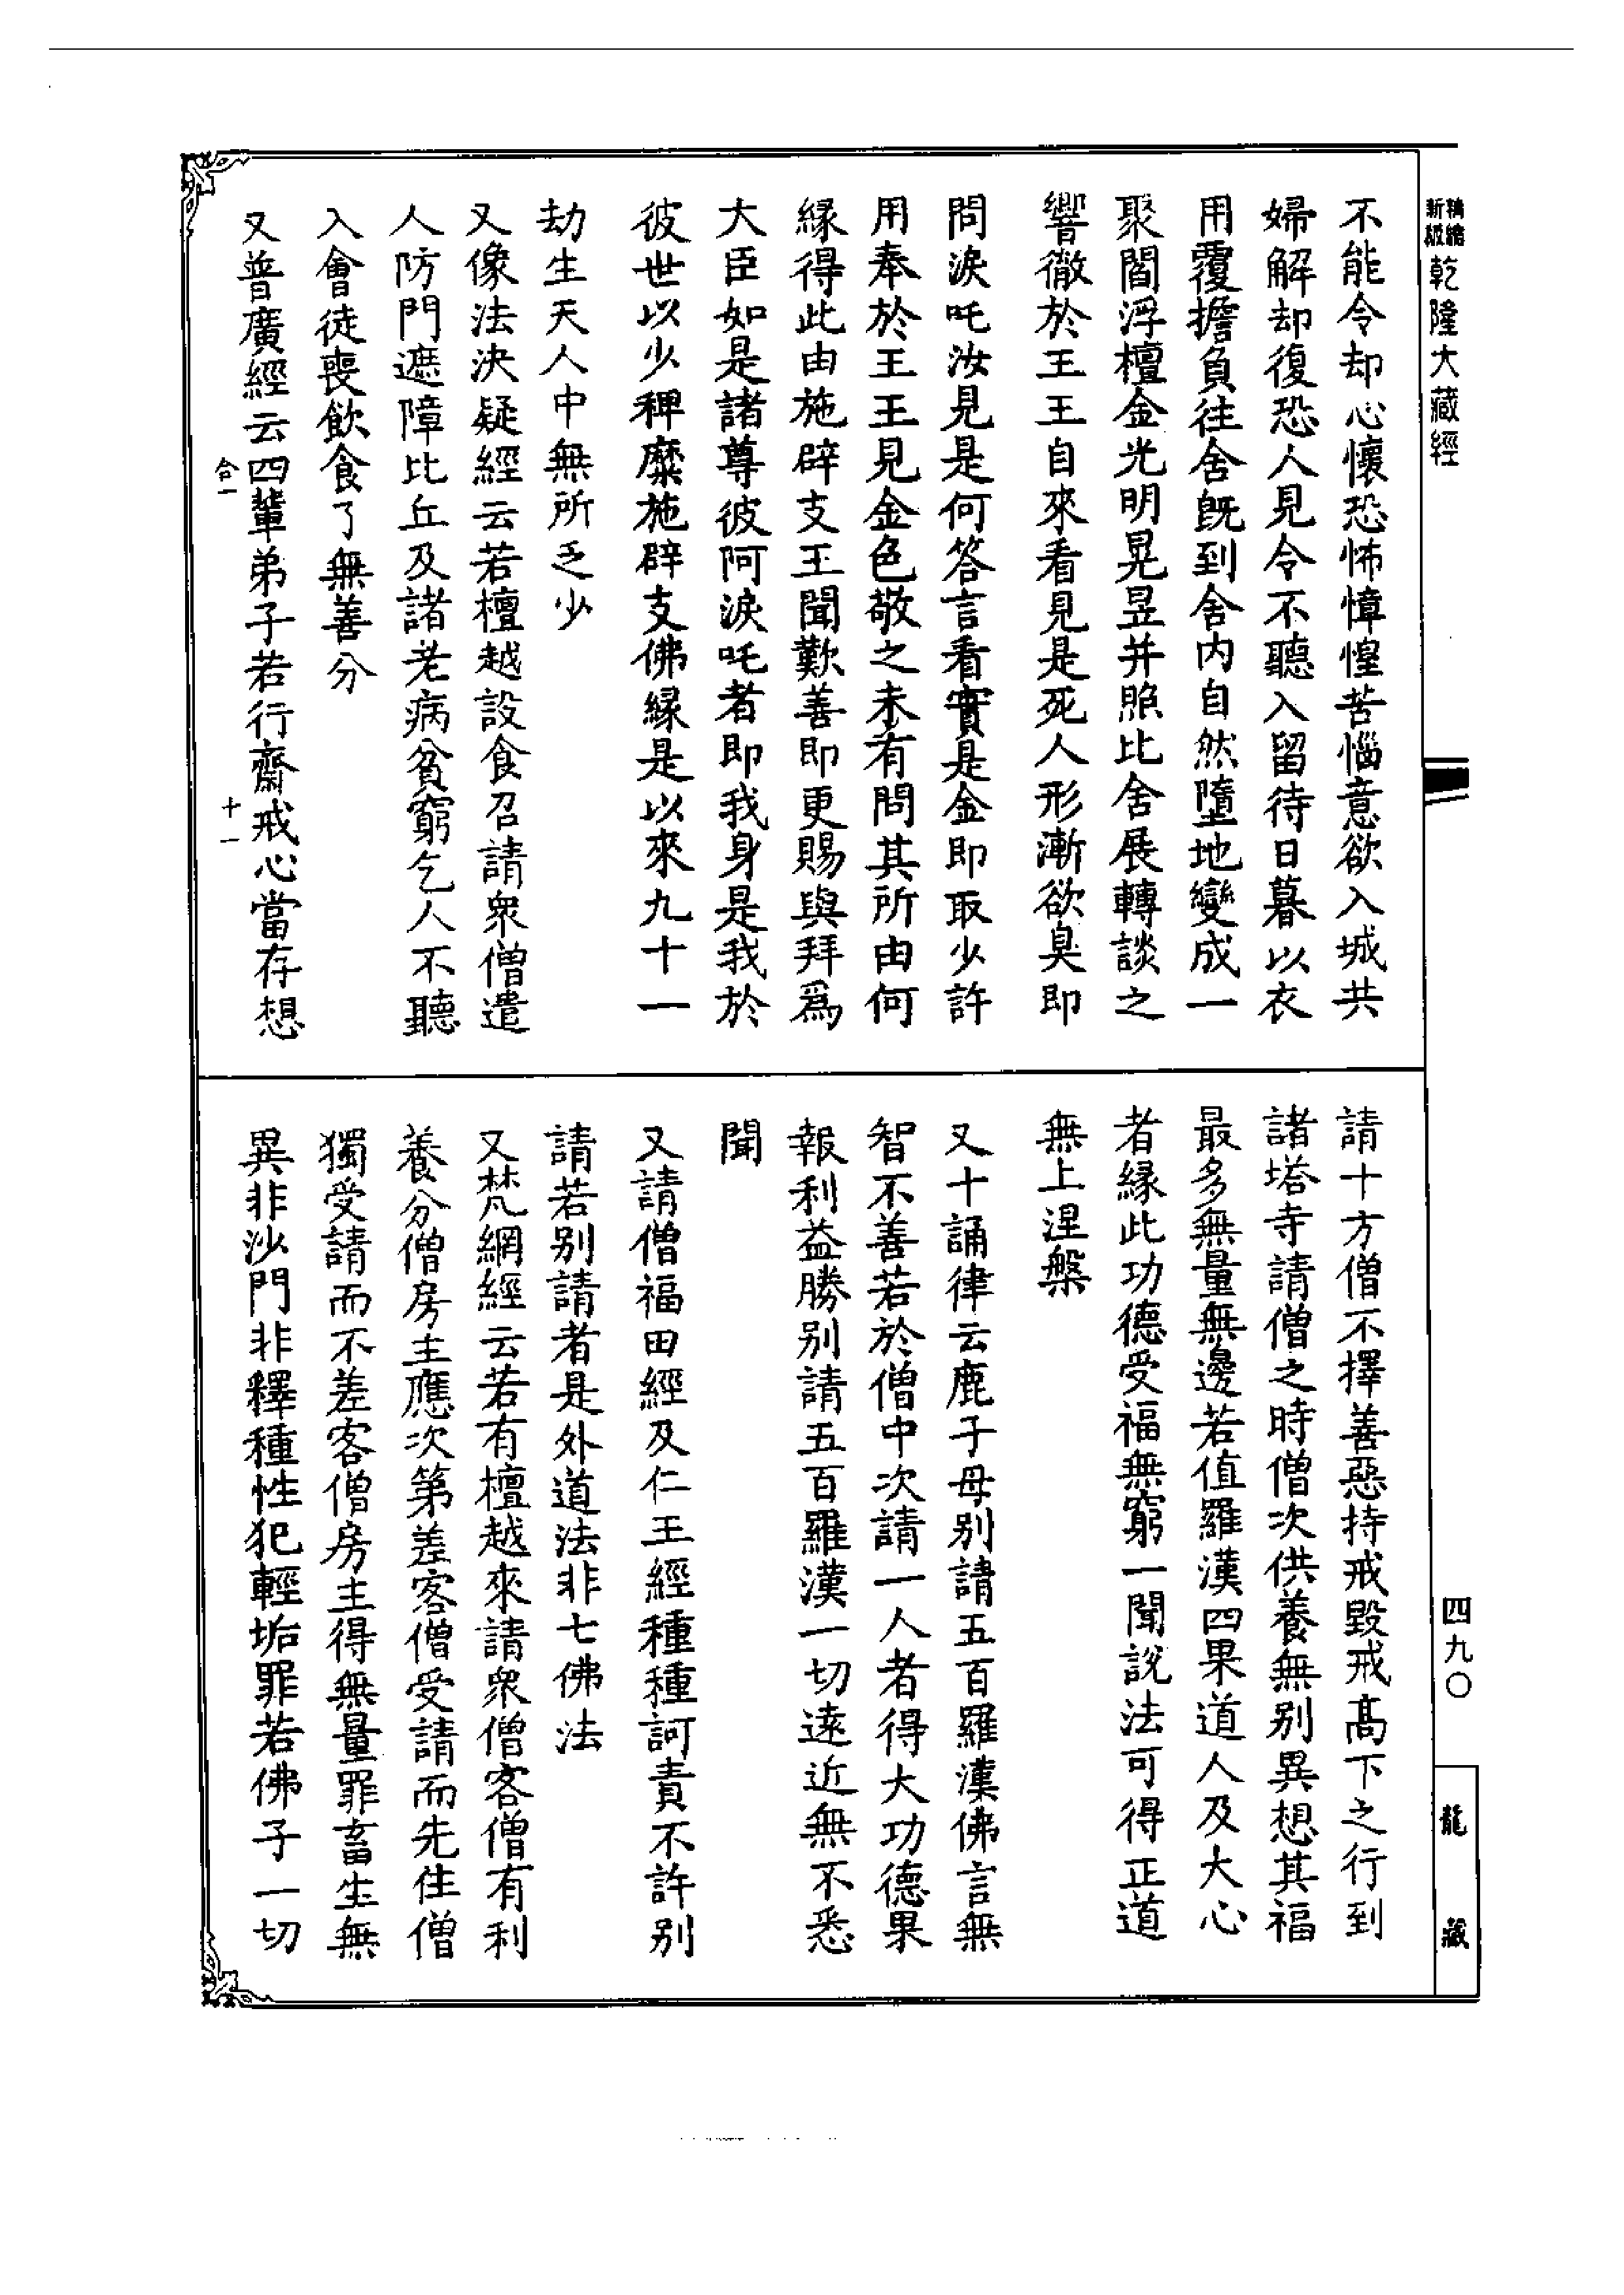 精縮新版乾隆大藏經
不能令却心懷恐怖慞惶苦惱意欲入城共
婦解却復恐人見令不聽入留待日暮以衣
用覆擔負往舍旣到舍内自然墮地變成一
聚閻浮檀金光明晃昱并照比舍展轉談之
響徹於王王自來看見是死人形漸欲臭即
問淚吒汝見是何答言看實是金即取少許
用奉於王王見金色敬之未有問其所由何
緣得此由施辟支王聞歎善即更賜與拜爲
大臣如是諸尊彼阿淚吒者即我身是我於
彼世以少稗糜施辟支佛緣是以來九十一
劫生天人中無所乏少
又像法決疑經云若檀越設食召請衆僧遣
人防門遮障比丘及諸老病貧窮乞人不聽
入會徒喪飲食了無善分
又普廣經云四輩弟子若行齋戒心當存想
合一
十一
請十方僧不擇善惡持戒毀戒髙下之行到
諸塔寺請僧之時僧次供養無别異想其福
最多無量無邊若值羅漢四果道人及大心
者緣此功德受福無窮一聞説法可得正道
無上涅槃
又十誦律云鹿子母别請五百羅漢佛言無
智不善若於僧中次請一人者得大功德果
報利益勝别請五百羅漢一切遠近無不悉
聞
又請僧福田經及仁王經種種訶責不許别
請若别請者是外道法非七佛法
又梵網經云若有檀越來請衆僧客僧有利
養分僧房主應次第差客僧受請而先住僧
獨受請而不差客僧房主得無量罪畜生無
異非沙門非釋種性犯輕垢罪若佛子一切
四九〇
龍藏